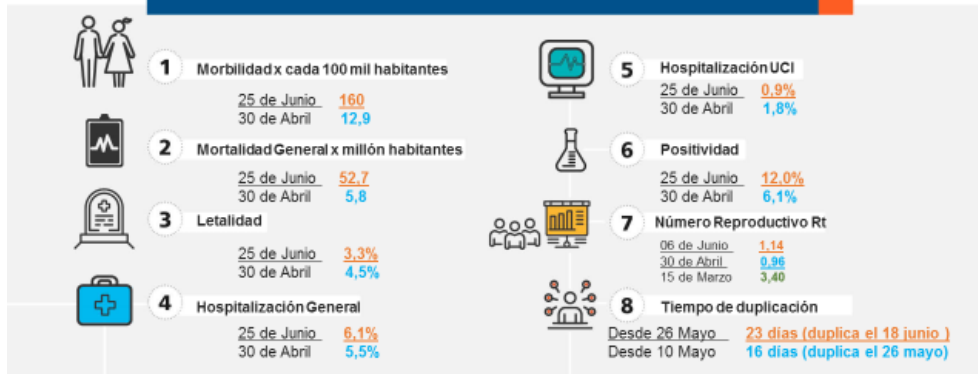 1
Morbilidad x cada 100 mil habitantes
25 de Junio 160
30 de Abril 12,9
2
Mortalidad General x millón habitantes
25 de Junio 52,7
30 de Abril 5,8
3
Letalidad
25 de Junio 3,3%
30 de Abril 4,5%
4
Hospitalización General
25 de Junio 6,1%
30 de Abril 5,5%
5
Hospitalización UCI
25 de Junio 0,9%
30 de Abril 1,8%
6
Positividad
25 de Junio 12,0%
30 de Abril 6,1%
7
Número Reproductivo Rt
06 de Junio 1,14
30 de Abril 0,96
15 de Marzo 3,40
8
Tiempo de duplicación
Desde 26 Mayo 23 días (duplica el 18 junio )
Desde 10 Mayo 16 días (duplica el 26 mayo)